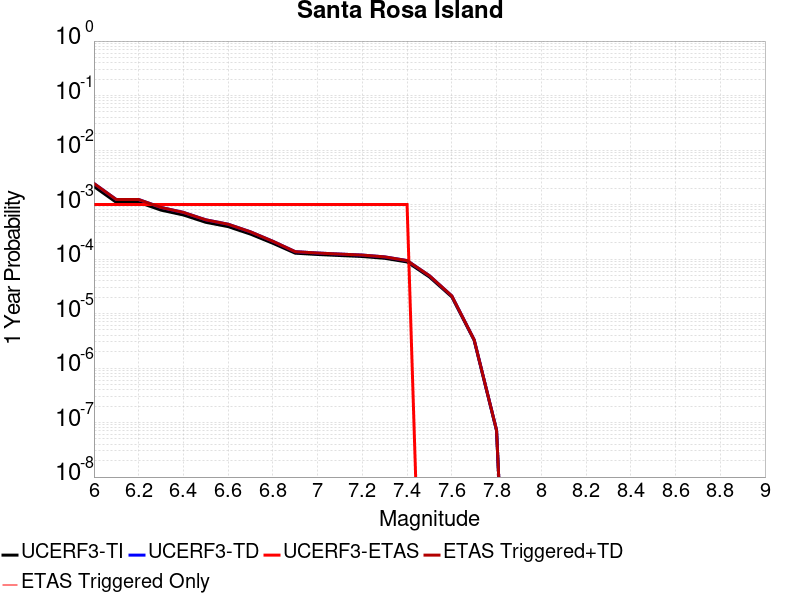 Santa Rosa Island
10^0
10^-1
10^-2
10^-3
10^-4
10^-5
10^-6
10^-7
10^-8
1 Year Probability
6 6.2 6.4 6.6 6.8 7 7.2 7.4 7.6 7.8 8 8.2 8.4 8.6 8.8 9
Magnitude
UCERF3-TI UCERF3-TD UCERF3-ETAS ETAS Triggered+TD
ETAS Triggered Only